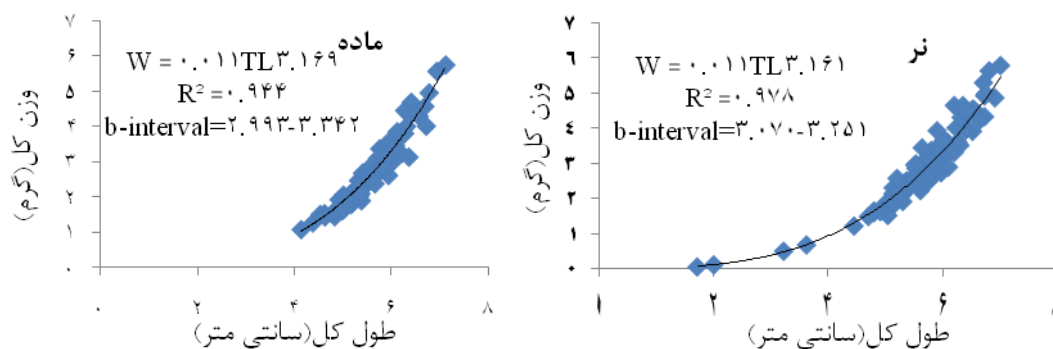 ماده
W = ۰.۰۱۱TL۳.۱۶۹
R² =۰.۹۴۴
b-interval=۲.۹۹۳-۳.۳۴۲
وزن کل(گرم)
۷
۶
۵
۴
۳
۲
۱
۰
۰ ۲ ۴ ۶ ۸
طول کل(سانتی متر)
نر
W = ۰.۰۱۱TL۳.۱۶۱
R² =۰.۹۷۸
b-interval=۳.۰۷۰-۳.۲۵۱
وزن کل(گرم)
۷
۶
۵
۴
۳
۲
۱
۰
۱ ۲ ۴ ۶
طول کل(سانتی متر)